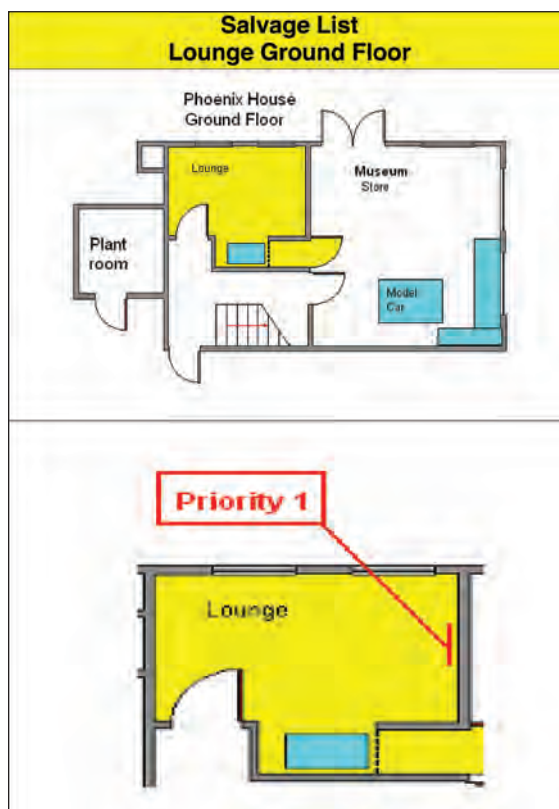 Salvage List
Lounge Ground Floor
Phoenix House
Ground Floor
Lounge
Museum
Store
Plant
room
Model
Car
Priority 1
Lounge